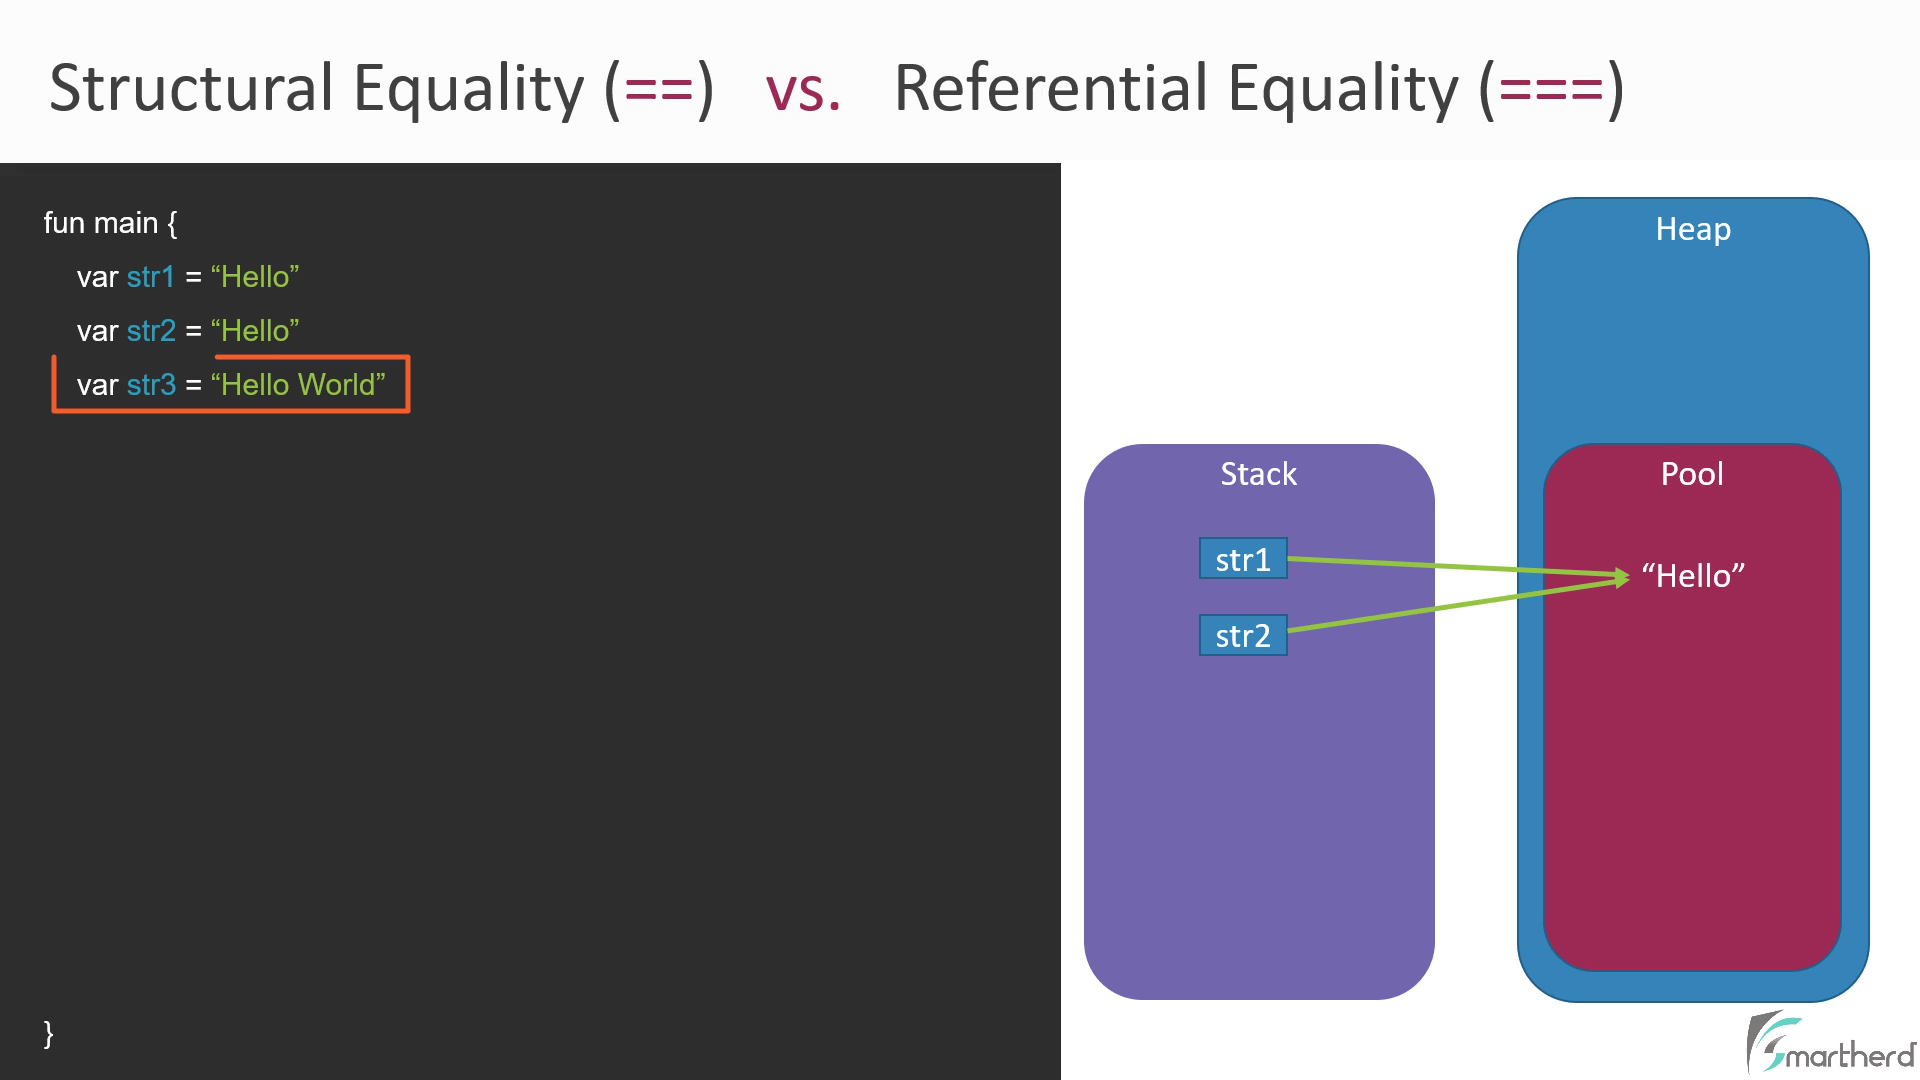 Structural Equality (==) vs. Referential Equality (===)
fun main {
var str1 = “Hello”
var str2 = “Hello”
var str3 = “Hello World”
}
Heap
Stack
Pool
str1
“Hello”
str2
Smartherd